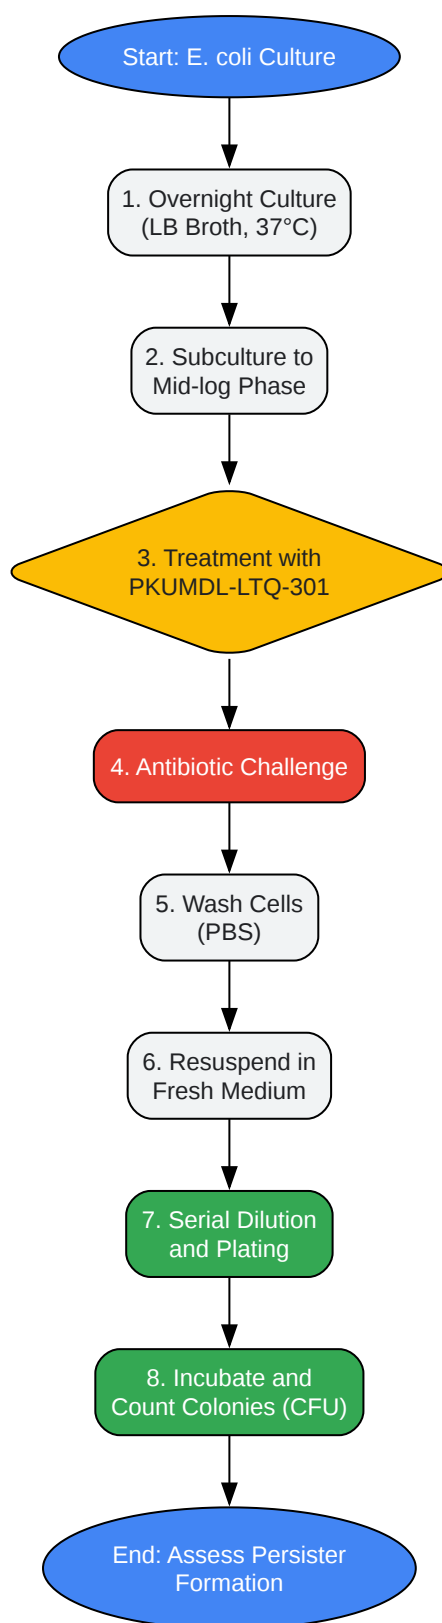 Start: E. coli Culture
1. Overnight Culture
(LB Broth, 37°C)
2. Subculture to
Mid-log Phase
3. Treatment with
PKUMDL-LTQ-301
4. Antibiotic Challenge
5. Wash Cells
(PBS)
6. Resuspend in
Fresh Medium
7. Serial Dilution
and Plating
8. Incubate and
Count Colonies (CFU)
End: Assess Persister
Formation